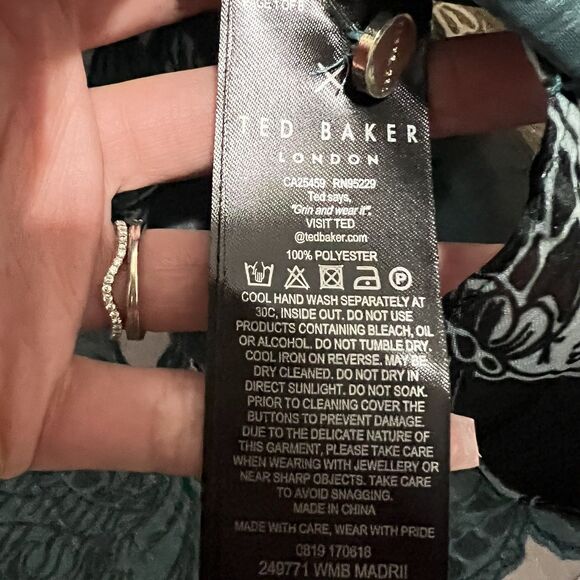 TED BAKER
LONDON
CA25459 RN95229
Ted says,
"Grin and wear it".
VISIT TED
@tedbaker.com
100% POLYESTER
COOL HAND WASH SEPARATELY AT
30C, INSIDE OUT. DO NOT USE
PRODUCTS CONTAINING BLEACH, OIL
OR ALCOHOL. DO NOT TUMBLE DRY.
COOL IRON ON REVERSE. MAY BE
DRY CLEANED. DO NOT DRY IN
DIRECT SUNLIGHT. DO NOT SOAK.
PRIOR TO CLEANING COVER THE
BUTTONS TO PREVENT DAMAGE.
DUE TO THE DELICATE NATURE OF
THIS GARMENT, PLEASE TAKE CARE
WHEN WEARING WITH JEWELLERY OR
NEAR SHARP OBJECTS. TAKE CARE
TO AVOID SNAGGING.
MADE IN CHINA
MADE WITH CARE, WEAR WITH PRIDE
0819 170618
249771 WMB MADRII